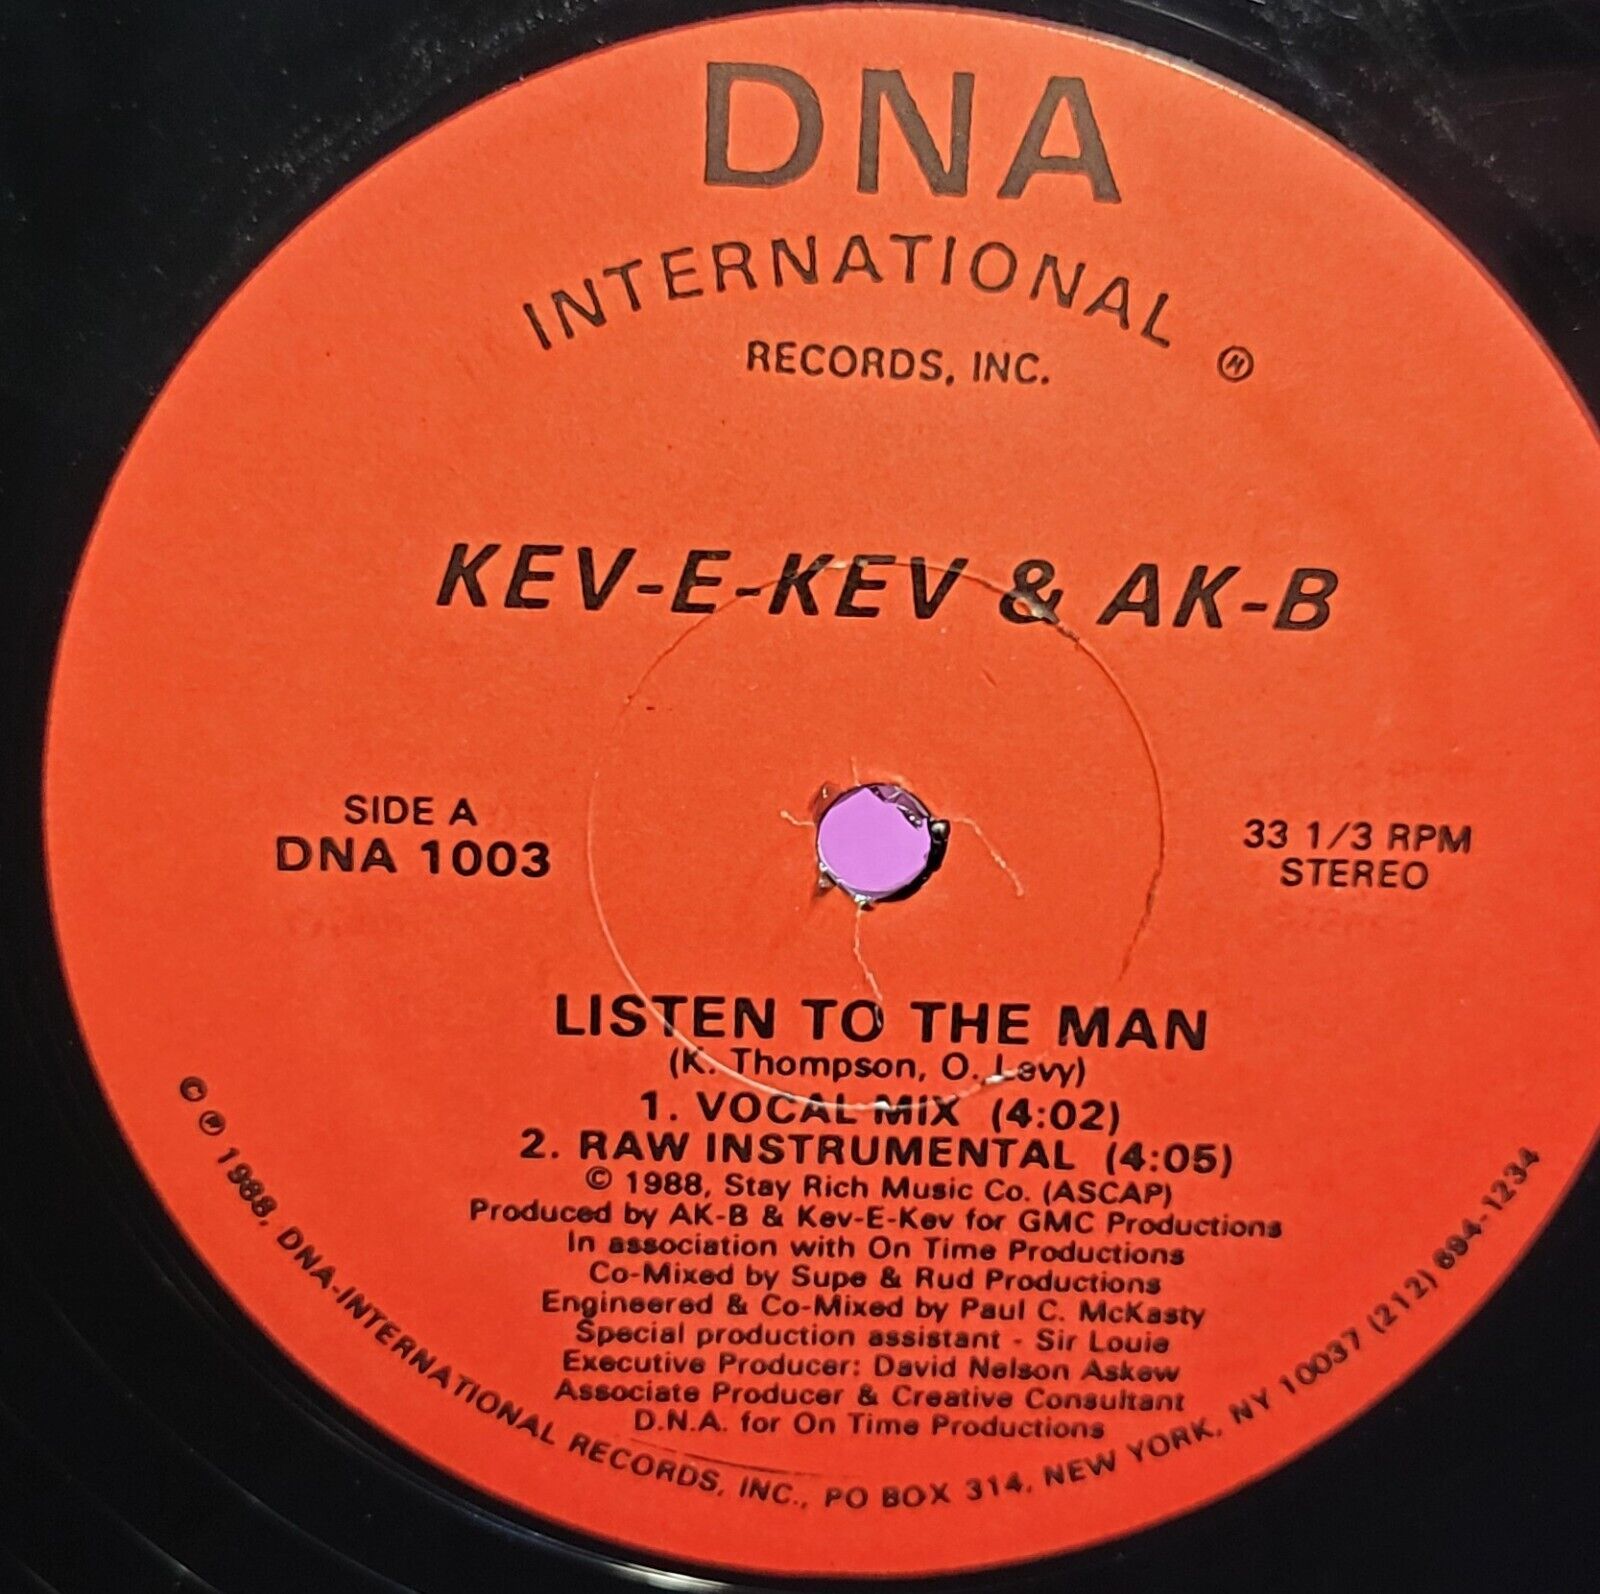 DNA
INTERNATIONAL ®
RECORDS, INC.
KEV-E-KEV & AK-B
SIDE A
DNA 1003
33 1/3 RPM
STEREO
LISTEN TO THE MAN
(K. Thompson, O. Levy)
1. VOCAL MIX (4:02)
2. RAW INSTRUMENTAL (4:05)
© 1988, Stay Rich Music Co. (ASCAP)
Produced by AK-B & Kev-E-Kev for GMC Productions
In association with On Time Productions
Co-Mixed by Supe & Rud Productions
Engineered & Co-Mixed by Paul C. McKasty
Special production assistant - Sir Louie
Executive Producer: David Nelson Askew
Associate Producer & Creative Consultant
D.N.A. for On Time Productions
© ℗ 1988, DNA-INTERNATIONAL RECORDS, INC., PO BOX 314, NEW YORK, NY 10037 (212) 694-1234